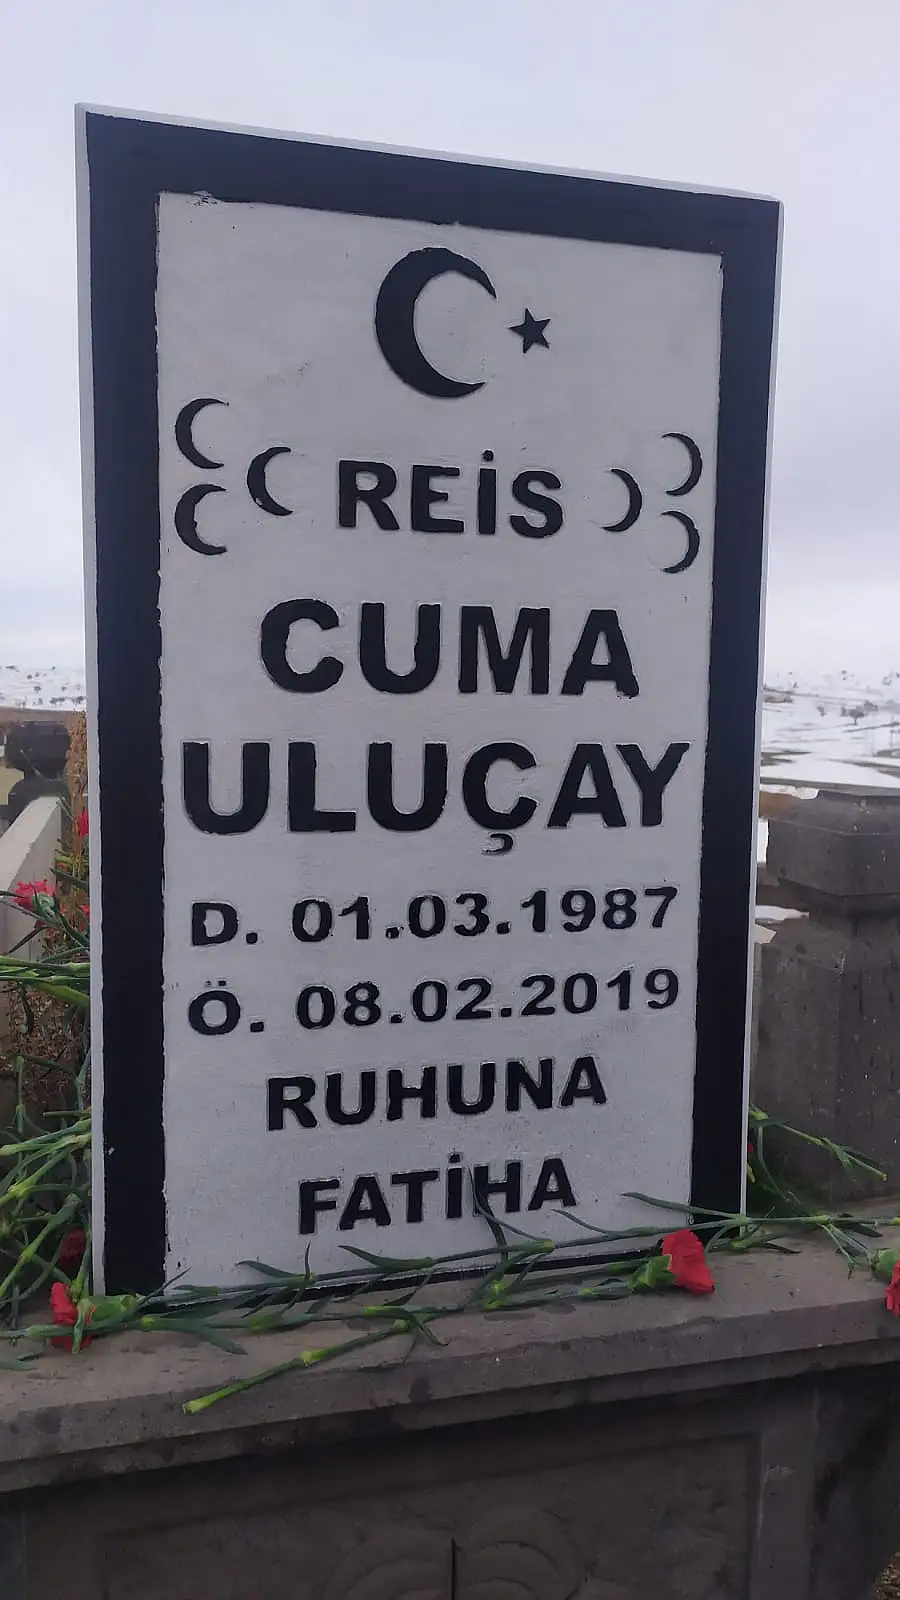 REİS
CUMA
ULUÇAY
D. 01.03.1987
Ö. 08.02.2019
RUHUNA
FATİHA